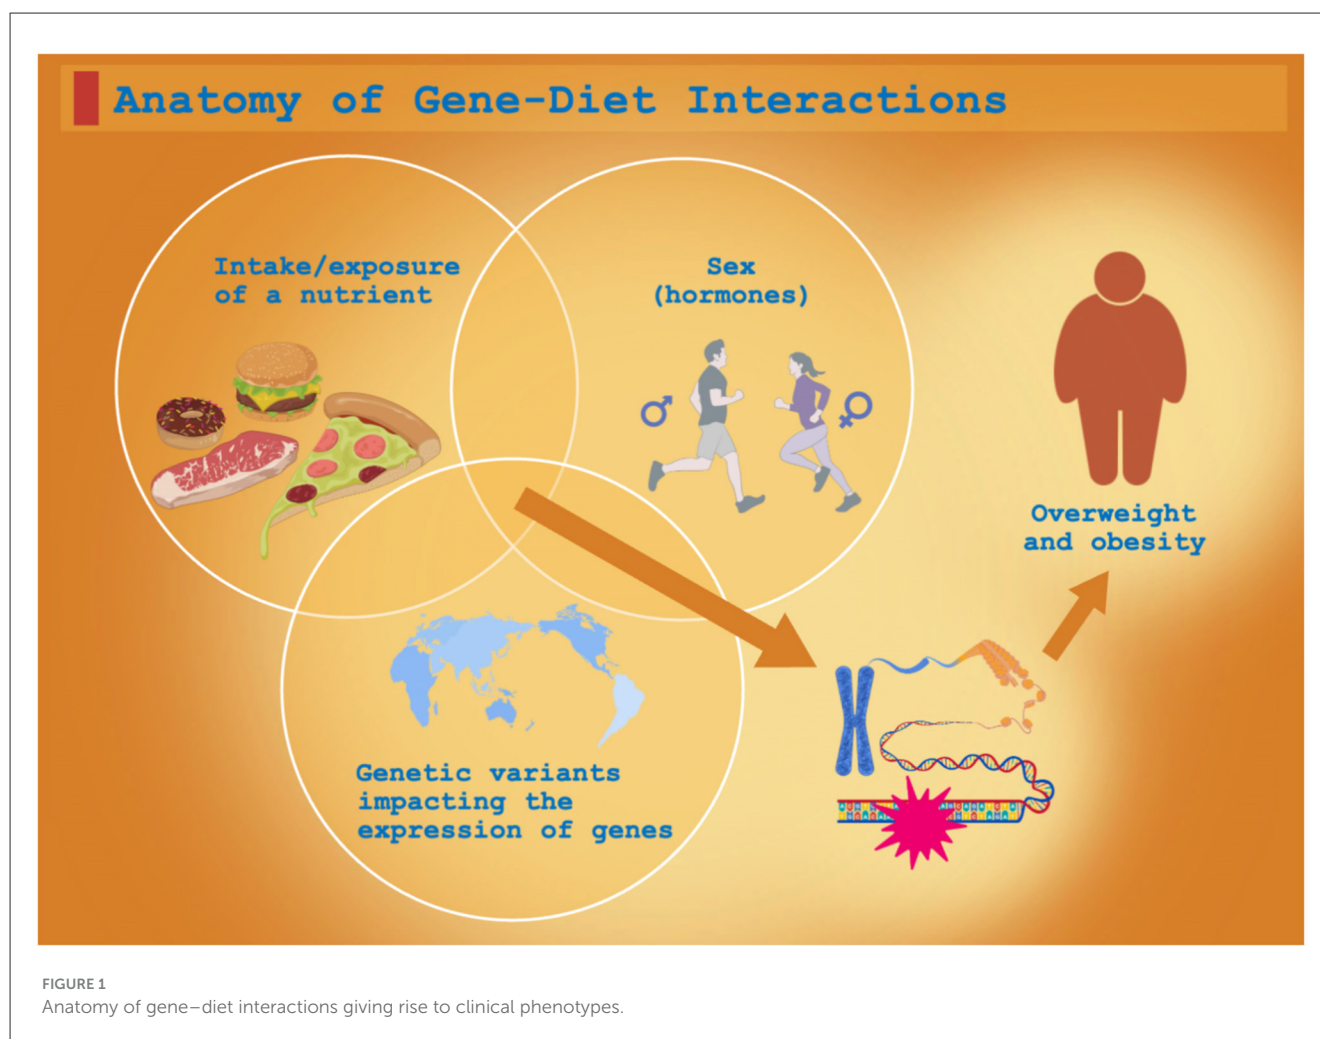 Anatomy of Gene-Diet Interactions
Intake/exposure
of a nutrient
Sex
(hormones)
Overweight
and obesity
Genetic variants
impacting the
expression of genes
FIGURE 1
Anatomy of gene–diet interactions giving rise to clinical phenotypes.